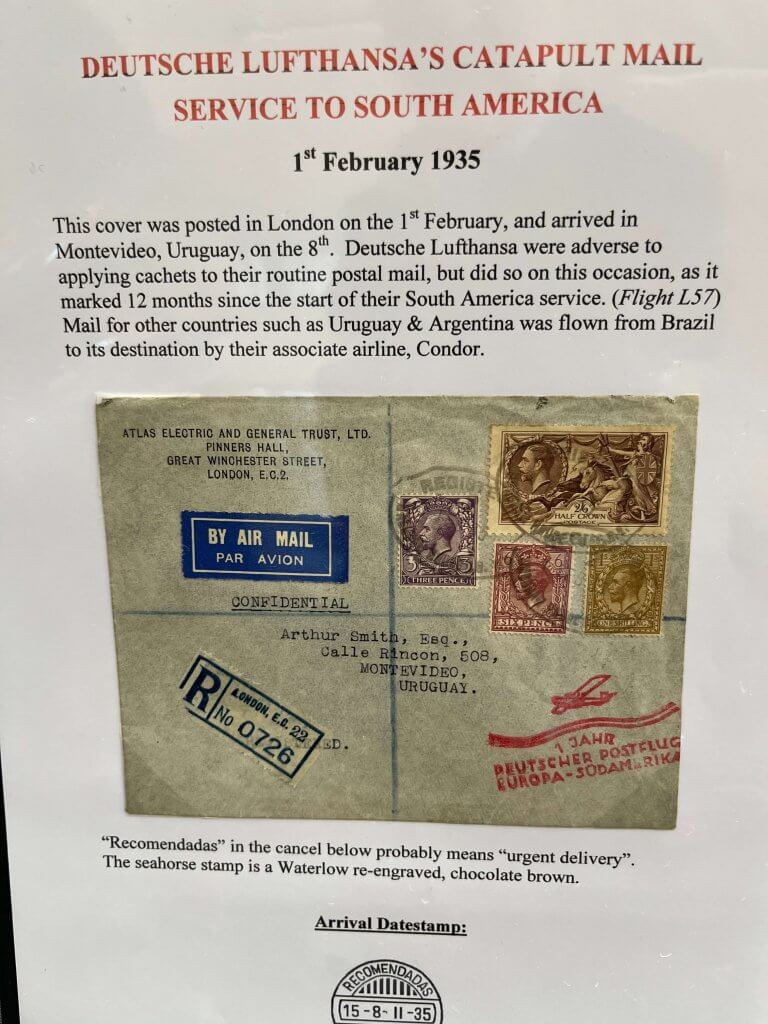 DEUTSCHE LUFTHANSA'S CATAPULT MAIL
SERVICE TO SOUTH AMERICA
1st February 1935
This cover was posted in London on the 1st February, and arrived in
Montevideo, Uruguay, on the 8th. Deutsche Lufthansa were adverse to
applying cachets to their routine postal mail, but did so on this occasion, as it
marked 12 months since the start of their South America service. (Flight L57)
Mail for other countries such as Uruguay & Argentina was flown from Brazil
to its destination by their associate airline, Condor.
ATLAS ELECTRIC AND GENERAL TRUST, LTD.
PINNERS HALL,
GREAT WINCHESTER STREET,
LONDON, E.C.2.
BY AIR MAIL
PAR AVION
CONFIDENTIAL
REGISTERED
2/6
HALF CROWN
POSTAGE
3 3
THREE PENCE
6 6
SIX PENCE
ONE SHILLING
Arthur Smith, Esq.,
Calle Rincon, 508,
MONTEVIDEO,
URUGUAY.
R
LONDON, E.C. 22
No 0726
1 JAHR
DEUTSCHER POSTFLUG
EUROPA-SÜDAMERIKA
"Recomendadas" in the cancel below probably means "urgent delivery".
The seahorse stamp is a Waterlow re-engraved, chocolate brown.
Arrival Datestamp:
RECOMENDADAS
15-8-II-35